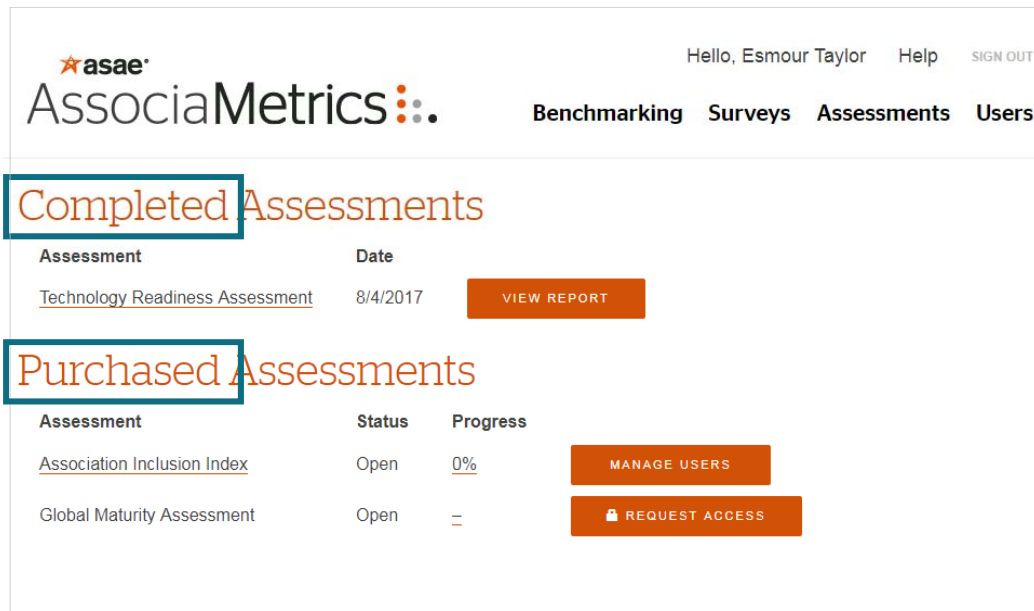 asae
Hello, Esmour Taylor Help SIGN OUT
AssociaMetrics
Benchmarking Surveys Assessments Users
Completed Assessments
Assessment Date
Technology Readiness Assessment 8/4/2017 VIEW REPORT
Purchased Assessments
Assessment Status Progress
Association Inclusion Index Open 0% MANAGE USERS
Global Maturity Assessment Open – REQUEST ACCESS